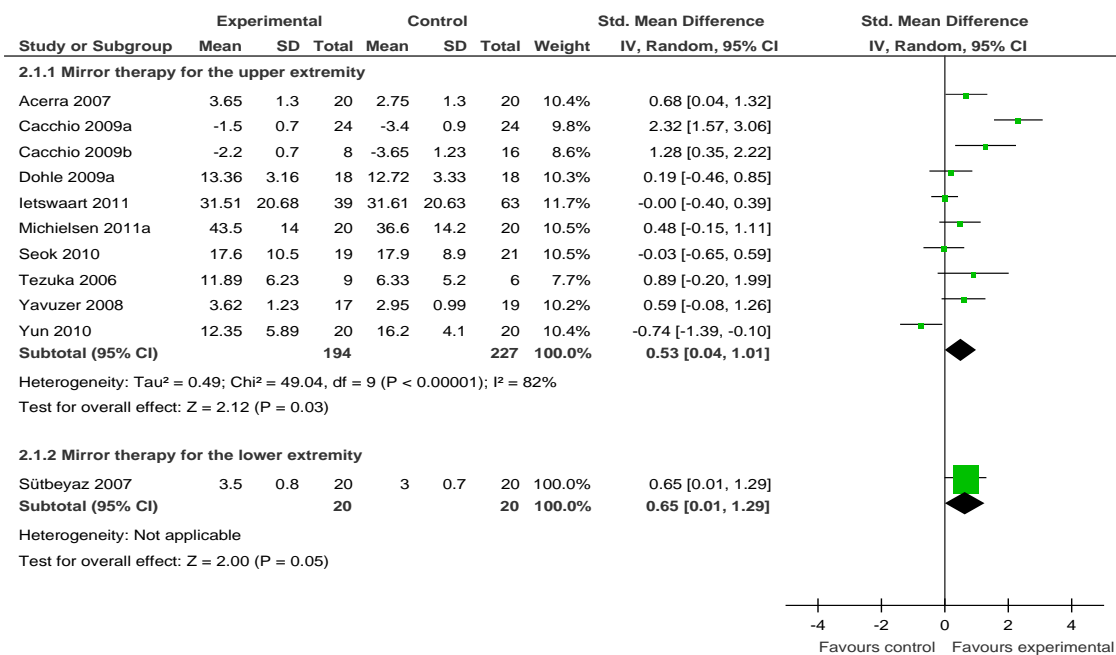 Experimental Control Std. Mean Difference Std. Mean Difference
Study or Subgroup Mean SD Total Mean SD Total Weight IV, Random, 95% CI IV, Random, 95% CI
2.1.1 Mirror therapy for the upper extremity
Acerra 2007 3.65 1.3 20 2.75 1.3 20 10.4% 0.68 [0.04, 1.32]
Cacchio 2009a -1.5 0.7 24 -3.4 0.9 24 9.8% 2.32 [1.57, 3.06]
Cacchio 2009b -2.2 0.7 8 -3.65 1.23 16 8.6% 1.28 [0.35, 2.22]
Dohle 2009a 13.36 3.16 18 12.72 3.33 18 10.3% 0.19 [-0.46, 0.85]
Ietswaart 2011 31.51 20.68 39 31.61 20.63 63 11.7% -0.00 [-0.40, 0.39]
Michielsen 2011a 43.5 14 20 36.6 14.2 20 10.5% 0.48 [-0.15, 1.11]
Seok 2010 17.6 10.5 19 17.9 8.9 21 10.5% -0.03 [-0.65, 0.59]
Tezuka 2006 11.89 6.23 9 6.33 5.2 6 7.7% 0.89 [-0.20, 1.99]
Yavuzer 2008 3.62 1.23 17 2.95 0.99 19 10.2% 0.59 [-0.08, 1.26]
Yun 2010 12.35 5.89 20 16.2 4.1 20 10.4% -0.74 [-1.39, -0.10]
Subtotal (95% CI) 194 227 100.0% 0.53 [0.04, 1.01]
Heterogeneity: Tau² = 0.49; Chi² = 49.04, df = 9 (P < 0.00001); I² = 82%
Test for overall effect: Z = 2.12 (P = 0.03)
2.1.2 Mirror therapy for the lower extremity
Sütbeyaz 2007 3.5 0.8 20 3 0.7 20 100.0% 0.65 [0.01, 1.29]
Subtotal (95% CI) 20 20 100.0% 0.65 [0.01, 1.29]
Heterogeneity: Not applicable
Test for overall effect: Z = 2.00 (P = 0.05)
-4 -2 0 2 4
Favours control Favours experimental